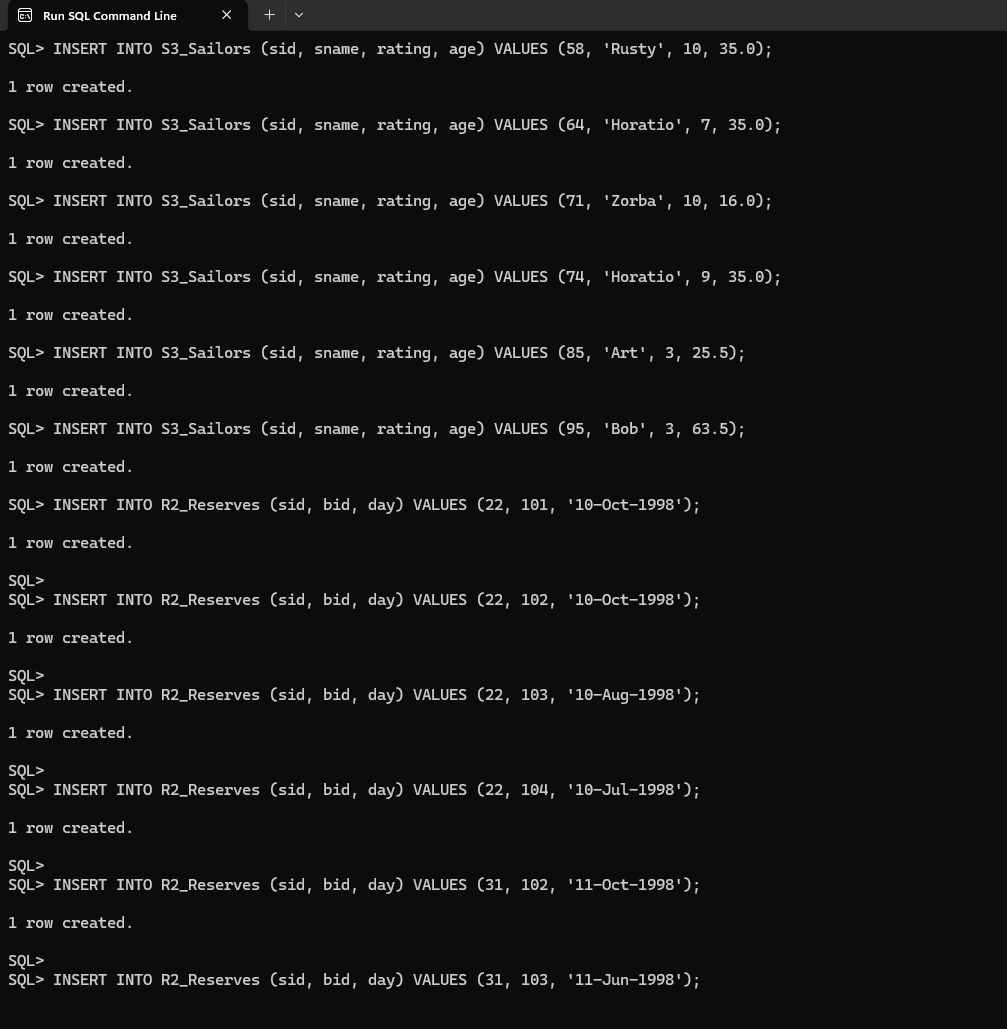 Run SQL Command Line
SQL> INSERT INTO S3_Sailors (sid, sname, rating, age) VALUES (58, 'Rusty', 10, 35.0);
1 row created.
SQL> INSERT INTO S3_Sailors (sid, sname, rating, age) VALUES (64, 'Horatio', 7, 35.0);
1 row created.
SQL> INSERT INTO S3_Sailors (sid, sname, rating, age) VALUES (71, 'Zorba', 10, 16.0);
1 row created.
SQL> INSERT INTO S3_Sailors (sid, sname, rating, age) VALUES (74, 'Horatio', 9, 35.0);
1 row created.
SQL> INSERT INTO S3_Sailors (sid, sname, rating, age) VALUES (85, 'Art', 3, 25.5);
1 row created.
SQL> INSERT INTO S3_Sailors (sid, sname, rating, age) VALUES (95, 'Bob', 3, 63.5);
1 row created.
SQL> INSERT INTO R2_Reserves (sid, bid, day) VALUES (22, 101, '10-Oct-1998');
1 row created.
SQL>
SQL> INSERT INTO R2_Reserves (sid, bid, day) VALUES (22, 102, '10-Oct-1998');
1 row created.
SQL>
SQL> INSERT INTO R2_Reserves (sid, bid, day) VALUES (22, 103, '10-Aug-1998');
1 row created.
SQL>
SQL> INSERT INTO R2_Reserves (sid, bid, day) VALUES (22, 104, '10-Jul-1998');
1 row created.
SQL>
SQL> INSERT INTO R2_Reserves (sid, bid, day) VALUES (31, 102, '11-Oct-1998');
1 row created.
SQL>
SQL> INSERT INTO R2_Reserves (sid, bid, day) VALUES (31, 103, '11-Jun-1998');